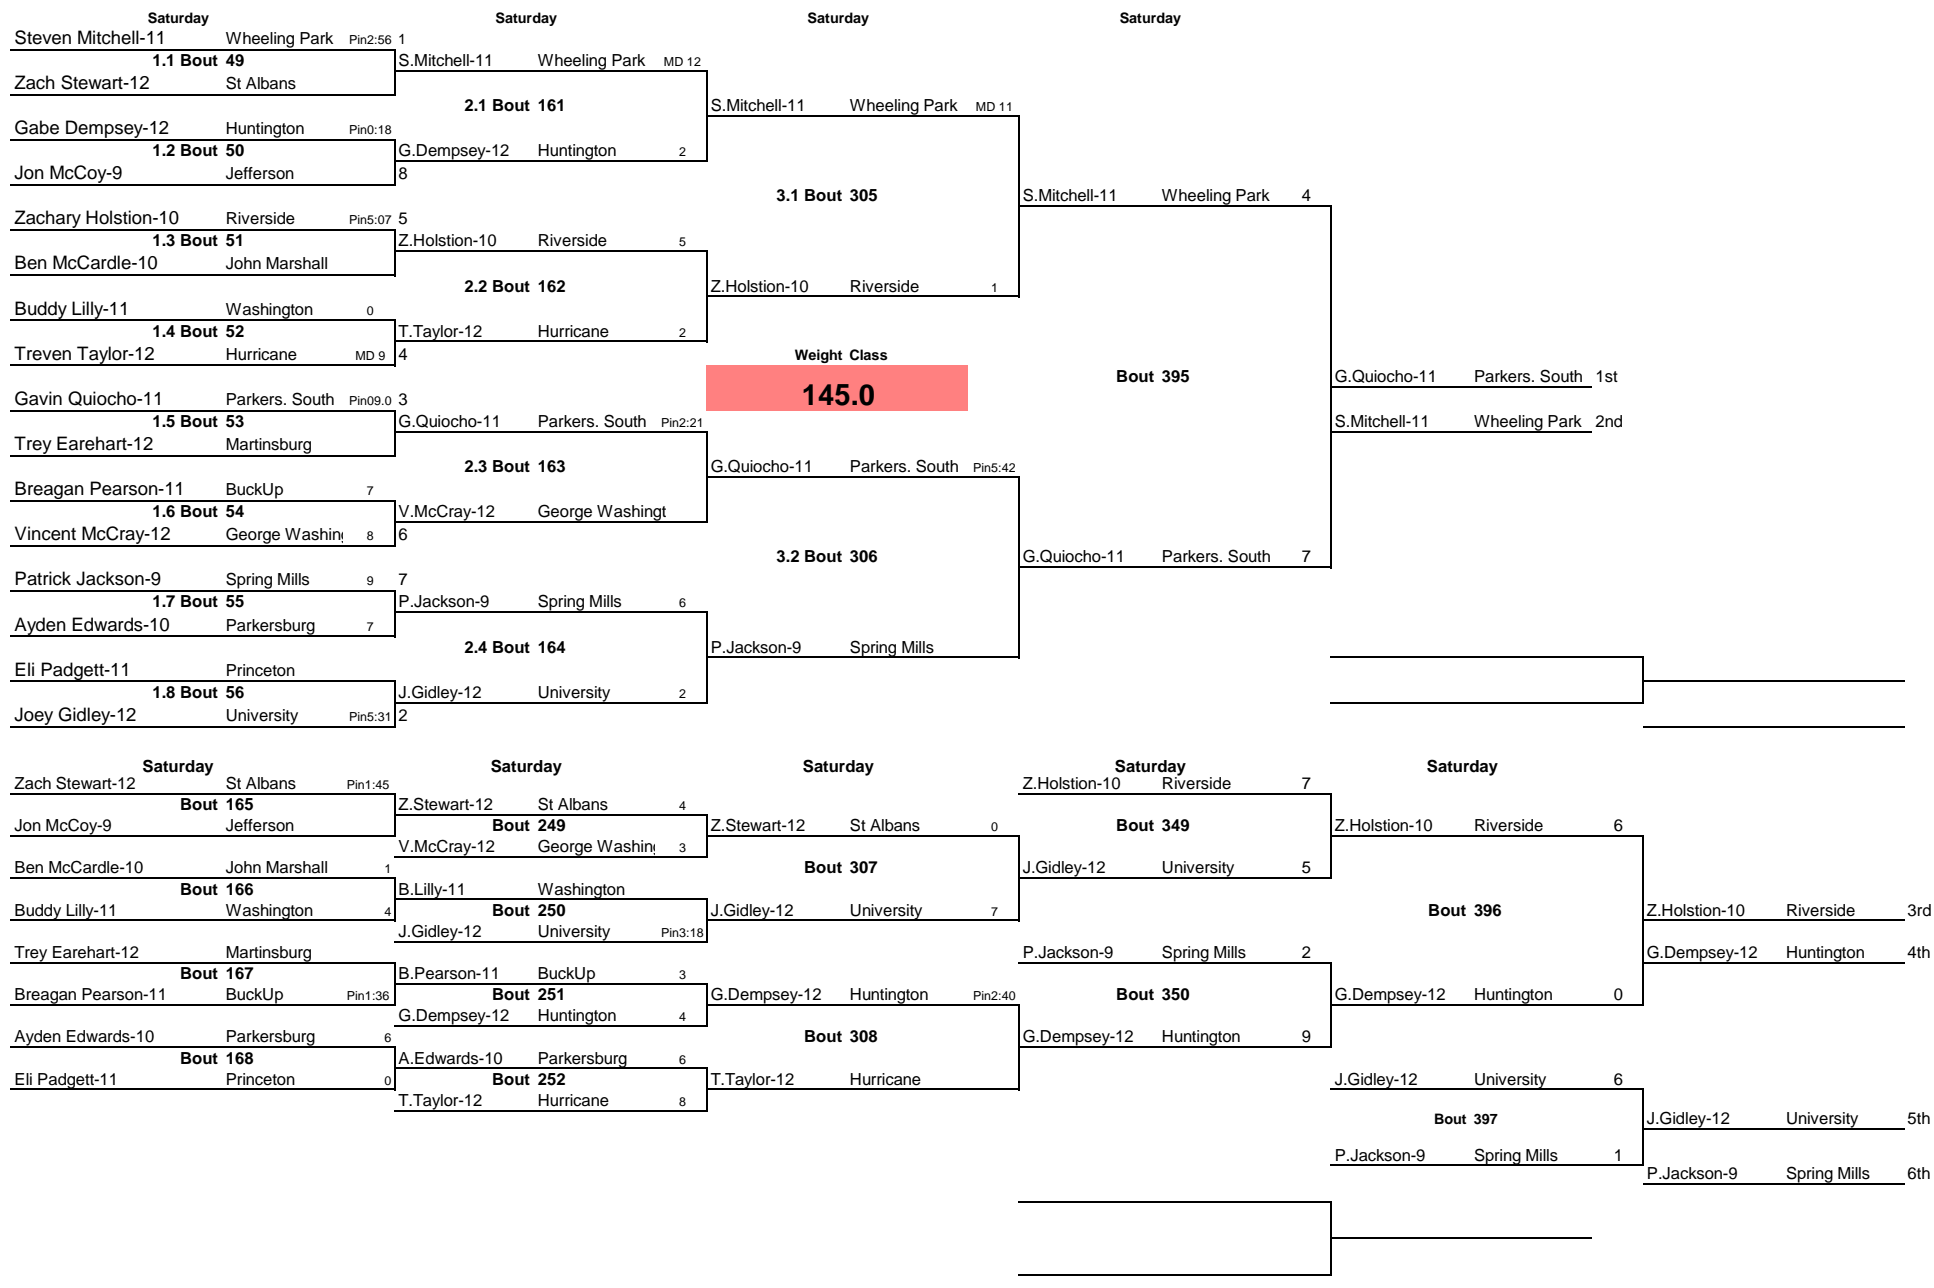 Saturday Saturday Saturday Saturday
Steven Mitchell-11 Wheeling Park Pin2:56 1
1.1 Bout 49 S.Mitchell-11 Wheeling Park MD 12
Zach Stewart-12 St Albans
2.1 Bout 161 S.Mitchell-11 Wheeling Park MD 11
Gabe Dempsey-12 Huntington Pin0:18
1.2 Bout 50 G.Dempsey-12 Huntington 2
Jon McCoy-9 Jefferson 8
3.1 Bout 305 S.Mitchell-11 Wheeling Park 4
Zachary Holstion-10 Riverside Pin5:07 5
1.3 Bout 51 Z.Holstion-10 Riverside 5
Ben McCardle-10 John Marshall
2.2 Bout 162 Z.Holstion-10 Riverside 1
Buddy Lilly-11 Washington 0
1.4 Bout 52 T.Taylor-12 Hurricane 2
Treven Taylor-12 Hurricane MD 9 4 Weight Class
Bout 395 G.Quiocho-11 Parkers. South 1st
145.0
Gavin Quiocho-11 Parkers. South Pin09.0 3
1.5 Bout 53 G.Quiocho-11 Parkers. South Pin2:21 S.Mitchell-11 Wheeling Park 2nd
Trey Earehart-12 Martinsburg
2.3 Bout 163 G.Quiocho-11 Parkers. South Pin5:42
Breagan Pearson-11 BuckUp 7
1.6 Bout 54 V.McCray-12 George Washingt
Vincent McCray-12 George Washin 8 6
3.2 Bout 306 G.Quiocho-11 Parkers. South 7
Patrick Jackson-9 Spring Mills 9 7
1.7 Bout 55 P.Jackson-9 Spring Mills 6
Ayden Edwards-10 Parkersburg 7
2.4 Bout 164 P.Jackson-9 Spring Mills
Eli Padgett-11 Princeton
1.8 Bout 56 J.Gidley-12 University 2
Joey Gidley-12 University Pin5:31 2
Saturday Saturday Saturday Saturday Saturday
Zach Stewart-12 St Albans Pin1:45 Z.Holstion-10 Riverside 7
Bout 165 Z.Stewart-12 St Albans 4
Jon McCoy-9 Jefferson Bout 249 Z.Stewart-12 St Albans 0 Bout 349 Z.Holstion-10 Riverside 6
V.McCray-12 George Washin 3
Ben McCardle-10 John Marshall 1 Bout 307 J.Gidley-12 University 5
Bout 166 B.Lilly-11 Washington
Buddy Lilly-11 Washington 4 Bout 250 J.Gidley-12 University 7 Bout 396 Z.Holstion-10 Riverside 3rd
J.Gidley-12 University Pin3:18
Trey Earehart-12 Martinsburg P.Jackson-9 Spring Mills 2 G.Dempsey-12 Huntington 4th
Bout 167 B.Pearson-11 BuckUp 3
Breagan Pearson-11 BuckUp Pin1:36 Bout 251 G.Dempsey-12 Huntington Pin2:40 Bout 350 G.Dempsey-12 Huntington 0
G.Dempsey-12 Huntington 4
Ayden Edwards-10 Parkersburg 6 Bout 308 G.Dempsey-12 Huntington 9
Bout 168 A.Edwards-10 Parkersburg 6
Eli Padgett-11 Princeton 0 Bout 252 T.Taylor-12 Hurricane J.Gidley-12 University 6
T.Taylor-12 Hurricane 8
Bout 397 J.Gidley-12 University 5th
P.Jackson-9 Spring Mills 1
P.Jackson-9 Spring Mills 6th